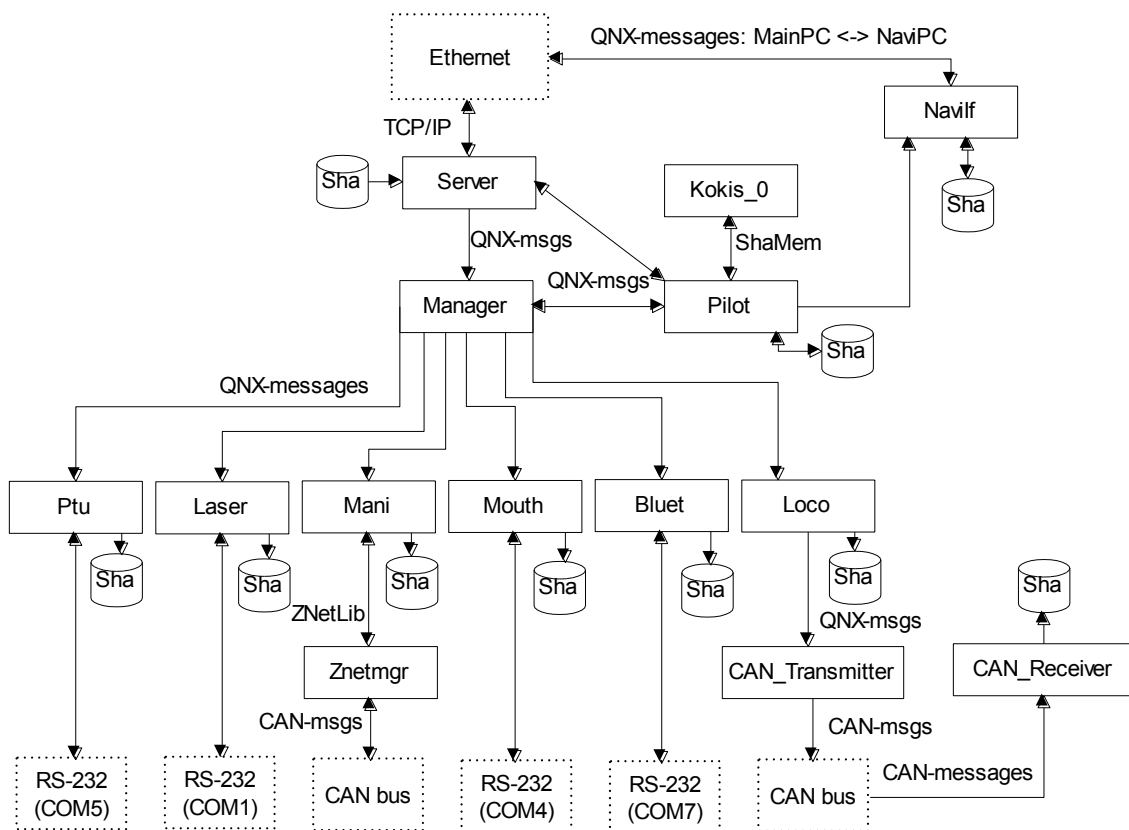 QNX-messages: MainPC <-> NaviPC
Ethernet
NaviIf
TCP/IP
Sha
Server
Kokis_0
Sha
QNX-msgs
ShaMem
QNX-msgs
Manager
Pilot
Sha
QNX-messages
Ptu
Laser
Mani
Mouth
Bluet
Loco
Sha
Sha
Sha
Sha
Sha
Sha
Sha
ZNetLib
QNX-msgs
Znetmgr
CAN_Transmitter
CAN_Receiver
CAN-msgs
CAN-msgs
CAN-messages
RS-232
(COM5)
RS-232
(COM1)
CAN bus
RS-232
(COM4)
RS-232
(COM7)
CAN bus